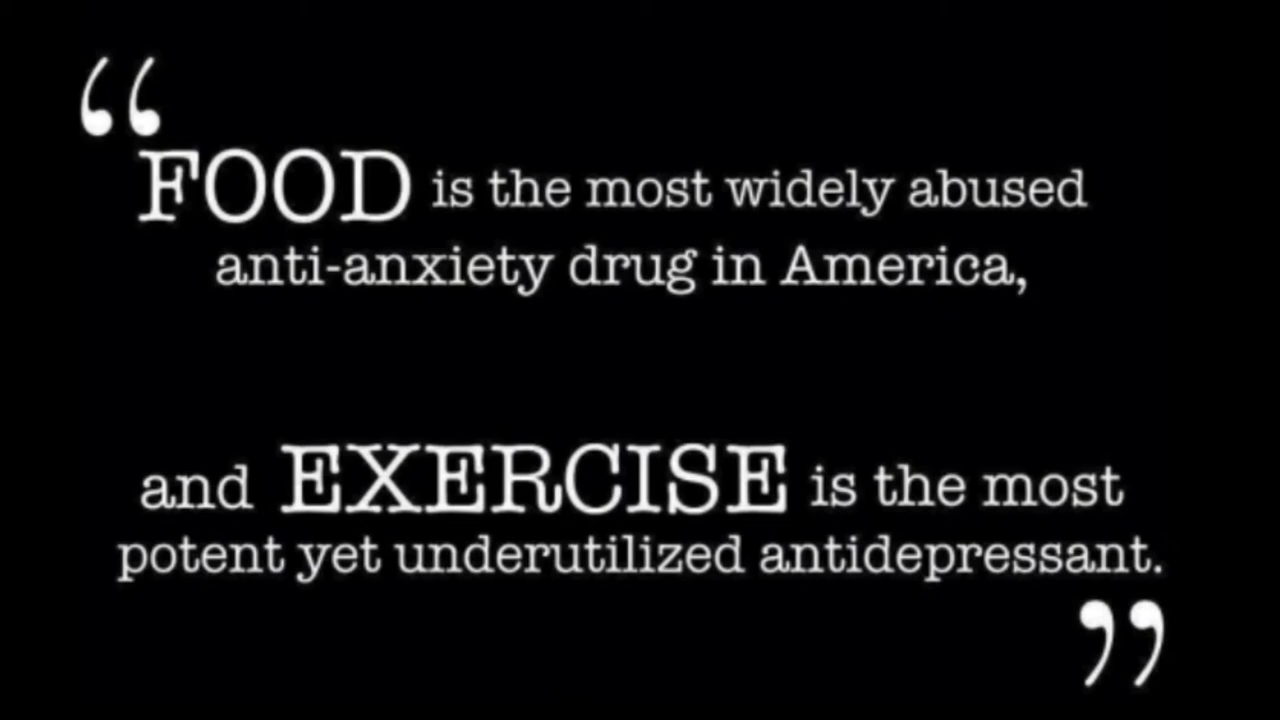 “
FOOD is the most widely abused
anti-anxiety drug in America,
and EXERCISE is the most
potent yet underutilized antidepressant.
”